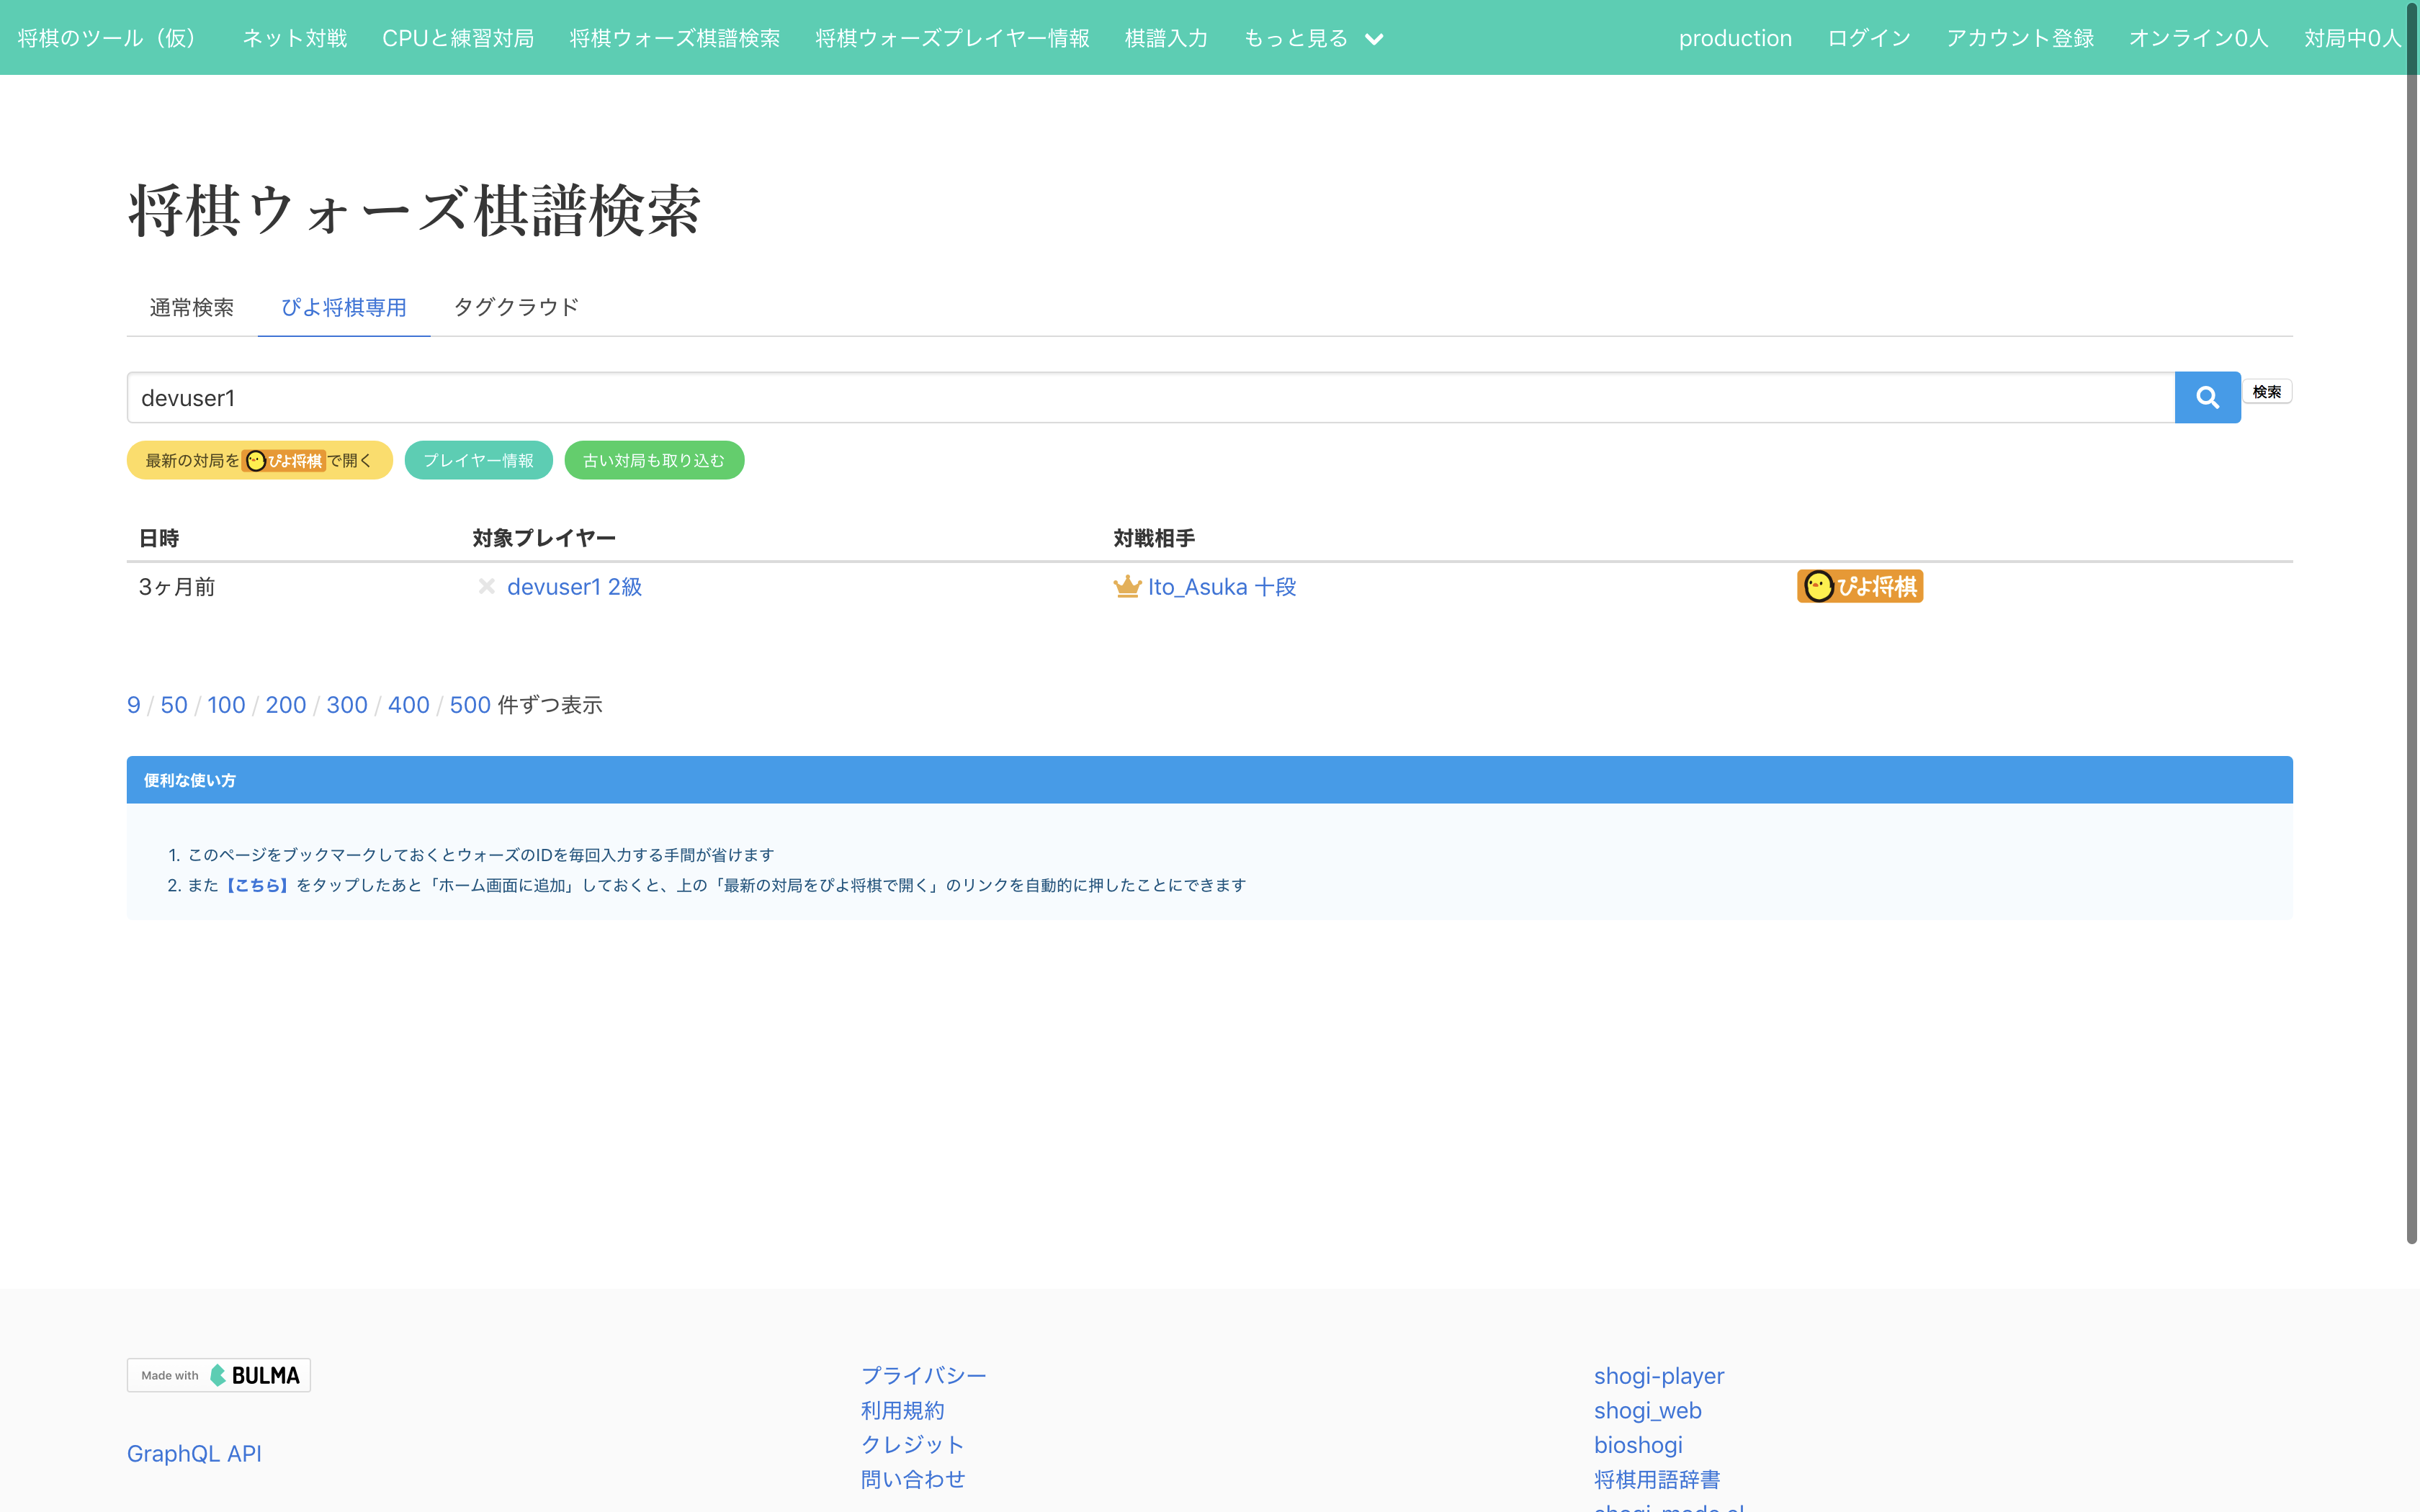 将棋のツール（仮） ネット対戦 CPUと練習対局 将棋ウォーズ棋譜検索 将棋ウォーズプレイヤー情報 棋譜入力 もっと見る production ログイン アカウント登録 オンライン0人 対局中0人
将棋ウォーズ棋譜検索
通常検索 ぴよ将棋専用 タグクラウド
devuser1 検索
最新の対局をぴよ将棋で開く プレイヤー情報 古い対局も取り込む
日時 対象プレイヤー 対戦相手
3ヶ月前 devuser1 2級 Ito_Asuka 十段 ぴよ将棋
9 / 50 / 100 / 200 / 300 / 400 / 500 件ずつ表示
便利な使い方
1. このページをブックマークしておくとウォーズのIDを毎回入力する手間が省けます
2. また【こちら】をタップしたあと「ホーム画面に追加」しておくと、上の「最新の対局をぴよ将棋で開く」のリンクを自動的に押したことにできます
Made with BULMA
GraphQL API
プライバシー
利用規約
クレジット
問い合わせ
shogi-player
shogi_web
bioshogi
将棋用語辞書